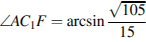 ∠AC₁F = arcsin √105/15